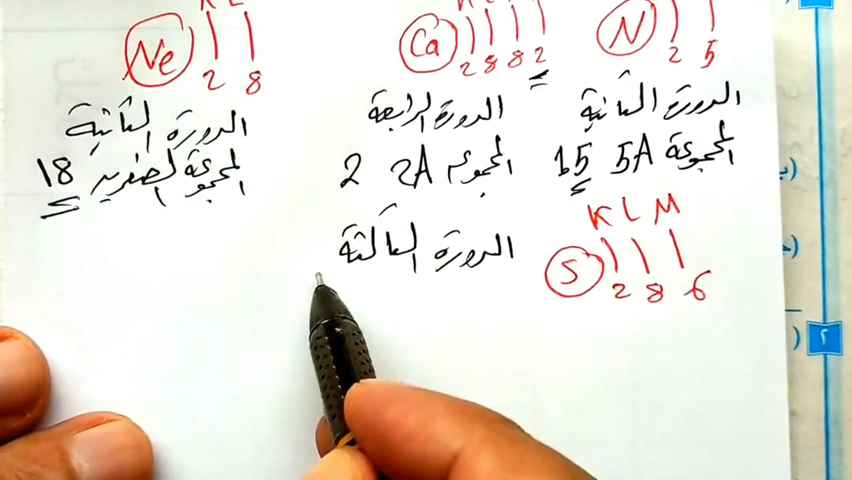 N
2 5
الدورة الثانية
المجموعة 5A 15
Ca K L
2 8 8 2
الدورة الرابعة
المجموعة 2A 2
Ne K L
2 8
الدورة الثانية
المجموعة الصفرية 18
K L M
S
2 8 6
الدورة الثالثة
٢